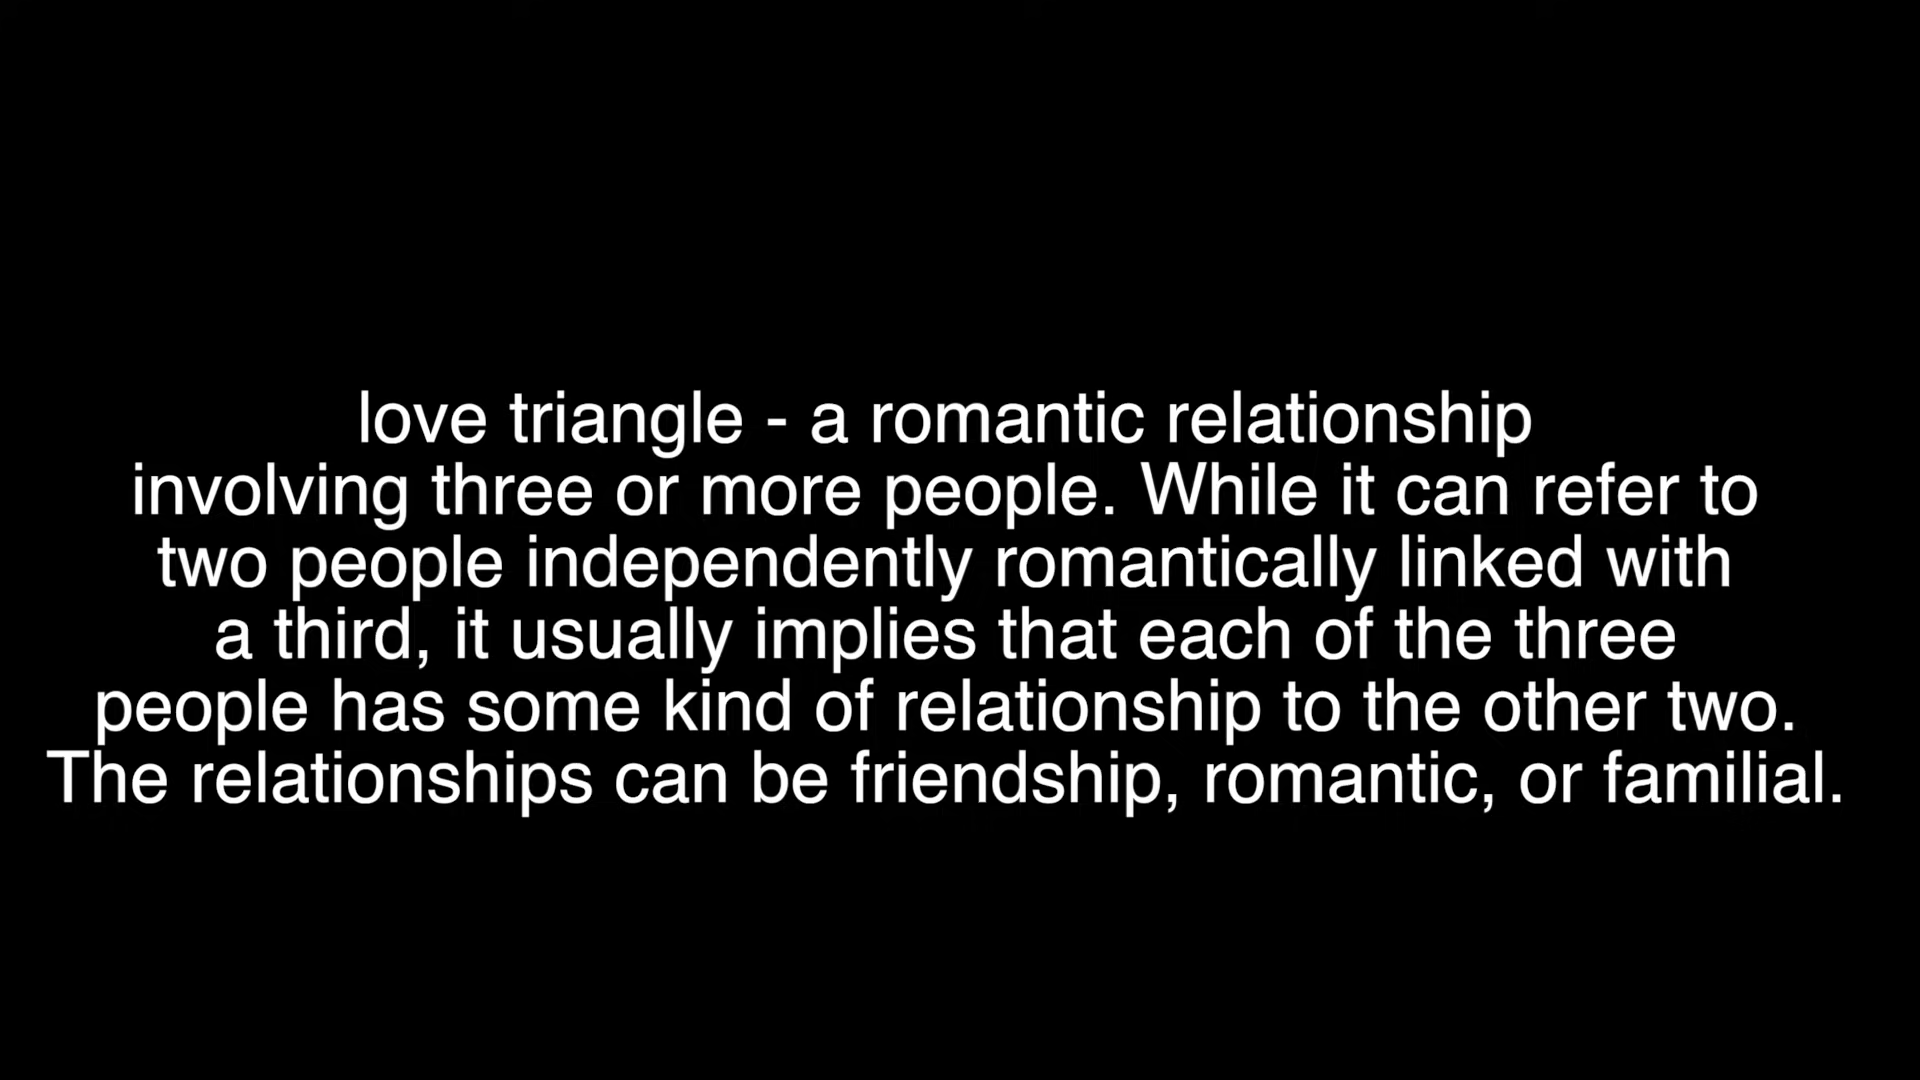 love triangle - a romantic relationship
involving three or more people. While it can refer to
two people independently romantically linked with
a third, it usually implies that each of the three
people has some kind of relationship to the other two.
The relationships can be friendship, romantic, or familial.